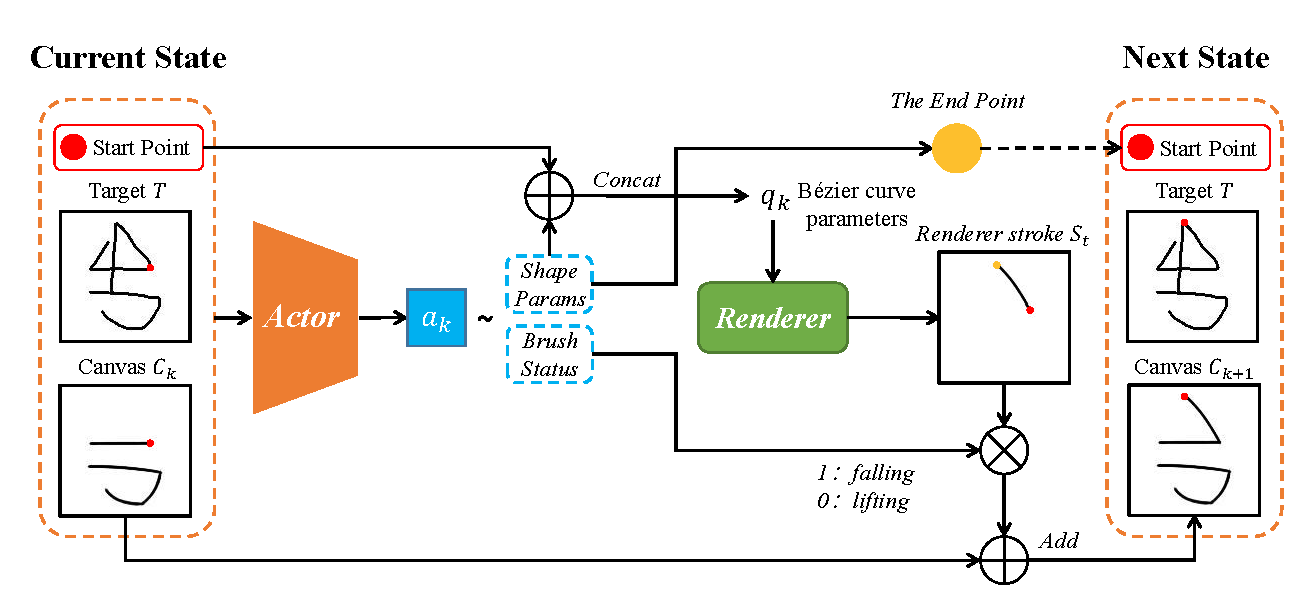 Current State
Next State
The End Point
Start Point
Start Point
Target T
Concat
q_k
Bézier curve
parameters
Target T
Renderer stroke S_t
Shape
Params
Actor
a_k
~
Renderer
Brush
Status
Canvas C_k
Canvas C_{k+1}
1: falling
0: lifting
Add